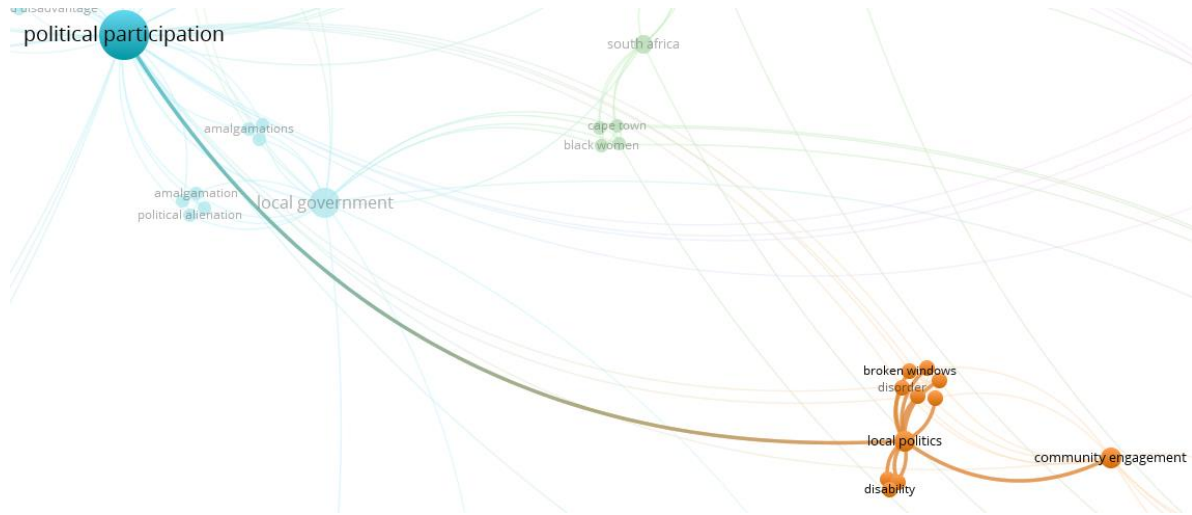 d disadvantage
political participation
south africa
amalgamations
cape town
black women
amalgamation
local government
political alienation
broken windows
disorder
local politics
community engagement
disability